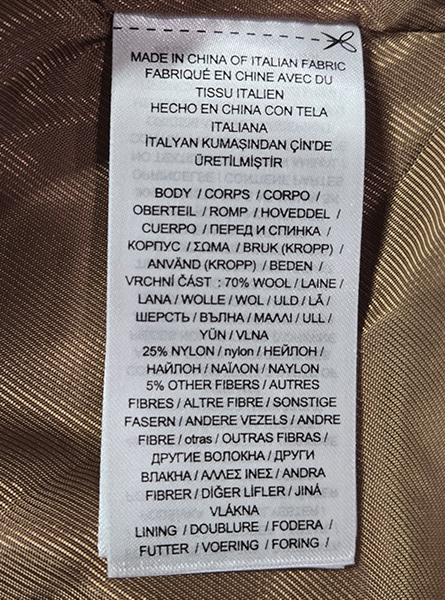 MADE IN CHINA OF ITALIAN FABRIC
FABRIQUÉ EN CHINE AVEC DU
TISSU ITALIEN
HECHO EN CHINA CON TELA
ITALIANA
İTALYAN KUMAŞINDAN ÇİN'DE
ÜRETİLMİŞTİR
BODY / CORPS / CORPO /
OBERTEIL / ROMP / HOVEDDEL /
CUERPO / ПЕРЕД И СПИНКА /
КОРПУС / ΣΩΜΑ / BRUK (KROPP) /
ANVÄND (KROPP) / BEDEN /
VRCHNÍ ČÁST : 70% WOOL / LAINE /
LANA / WOLLE / WOL / ULD / LÃ /
ШЕРСТЬ / ВЪЛНА / ΜΑΛΛΙ / ULL /
YÜN / VLNA
25% NYLON / nylon / НЕЙЛОН /
НАЙЛОН / ΝΑΪΛΟΝ / NAYLON
5% OTHER FIBERS / AUTRES
FIBRES / ALTRE FIBRE / SONSTIGE
FASERN / ANDERE VEZELS / ANDRE
FIBRE / otras / OUTRAS FIBRAS /
ДРУГИЕ ВОЛОКНА / ДРУГИ
ВЛАКНА / ΑΛΛΕΣ ΙΝΕΣ / ANDRA
FIBRER / DİĞER LİFLER / JINÁ
VLÁKNA
LINING / DOUBLURE / FODERA /
FUTTER / VOERING / FORING /